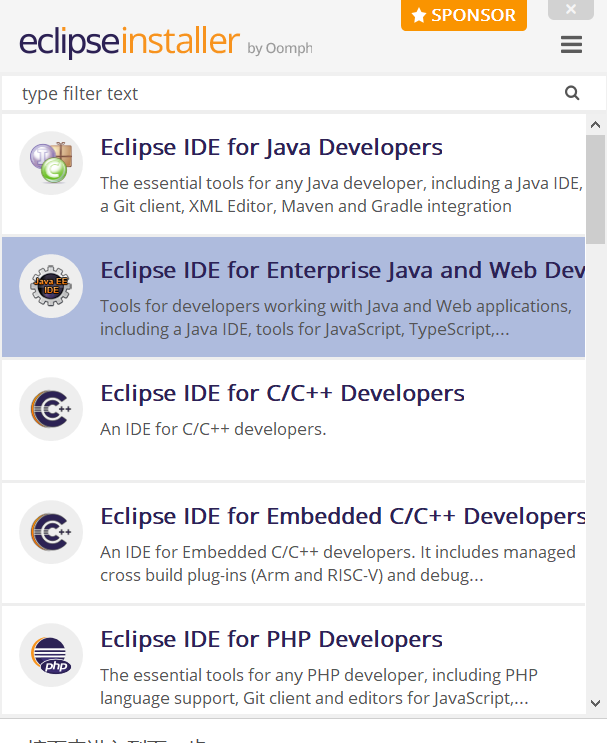 SPONSOR
eclipseinstaller by Oomph
type filter text
Eclipse IDE for Java Developers
The essential tools for any Java developer, including a Java IDE,
a Git client, XML Editor, Maven and Gradle integration
Java EE
IDE
Eclipse IDE for Enterprise Java and Web Dev
Tools for developers working with Java and Web applications,
including a Java IDE, tools for JavaScript, TypeScript,...
C++
Eclipse IDE for C/C++ Developers
An IDE for C/C++ developers.
C++
Eclipse IDE for Embedded C/C++ Developers
An IDE for Embedded C/C++ developers. It includes managed
cross build plug-ins (Arm and RISC-V) and debug...
php
Eclipse IDE for PHP Developers
The essential tools for any PHP developer, including PHP
language support, Git client and editors for JavaScript,...